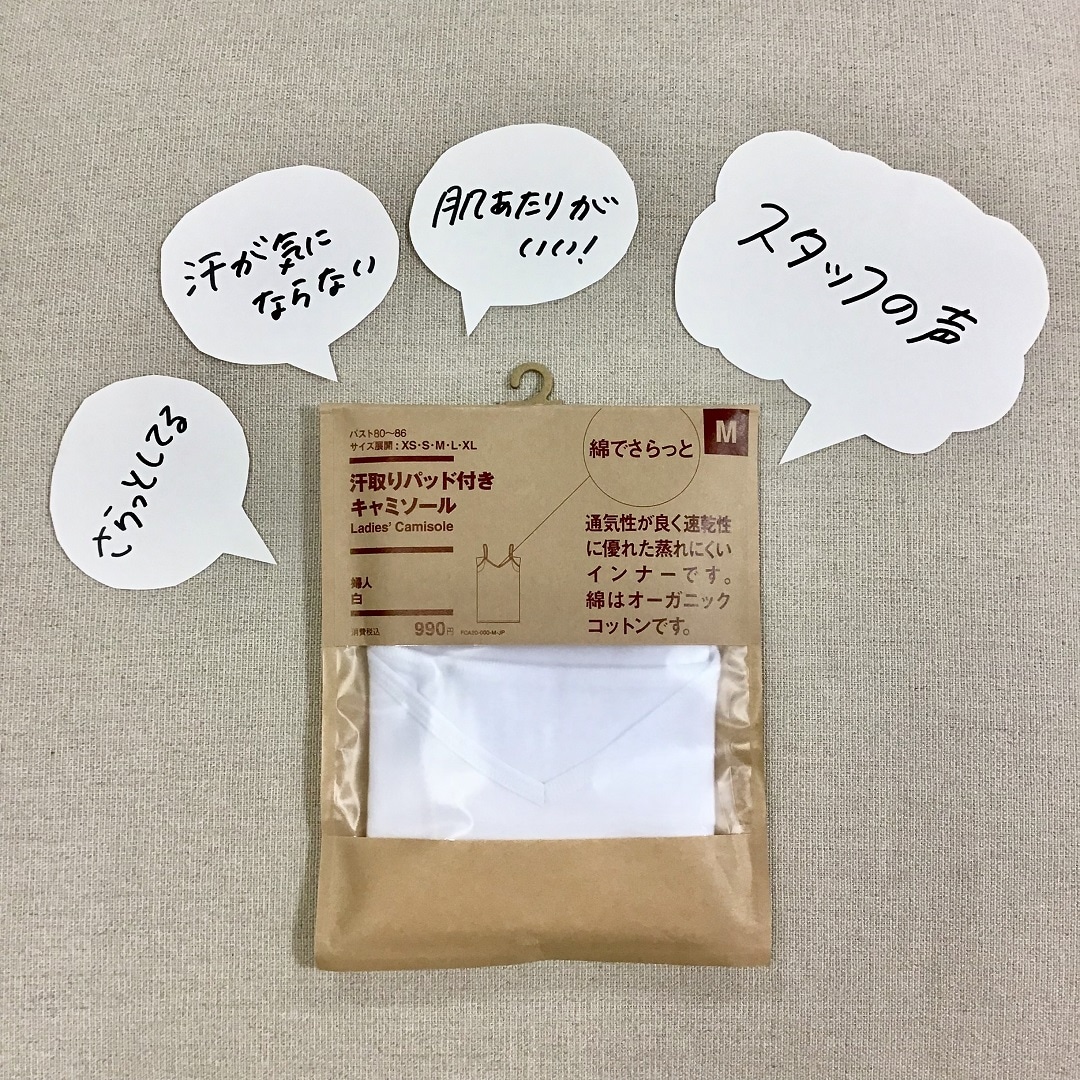 スタッフの声
肌あたりが
いい!
汗が気に
ならない
さらっとしてる
バスト80〜86
サイズ展開：XS・S・M・L・XL
汗取りパッド付き
キャミソール
Ladies' Camisole
婦人
白
消費税込 990円
FCA20-000-M-JP
綿でさらっと
M
通気性が良く速乾性
に優れた蒸れにくい
インナーです。
綿はオーガニック
コットンです。